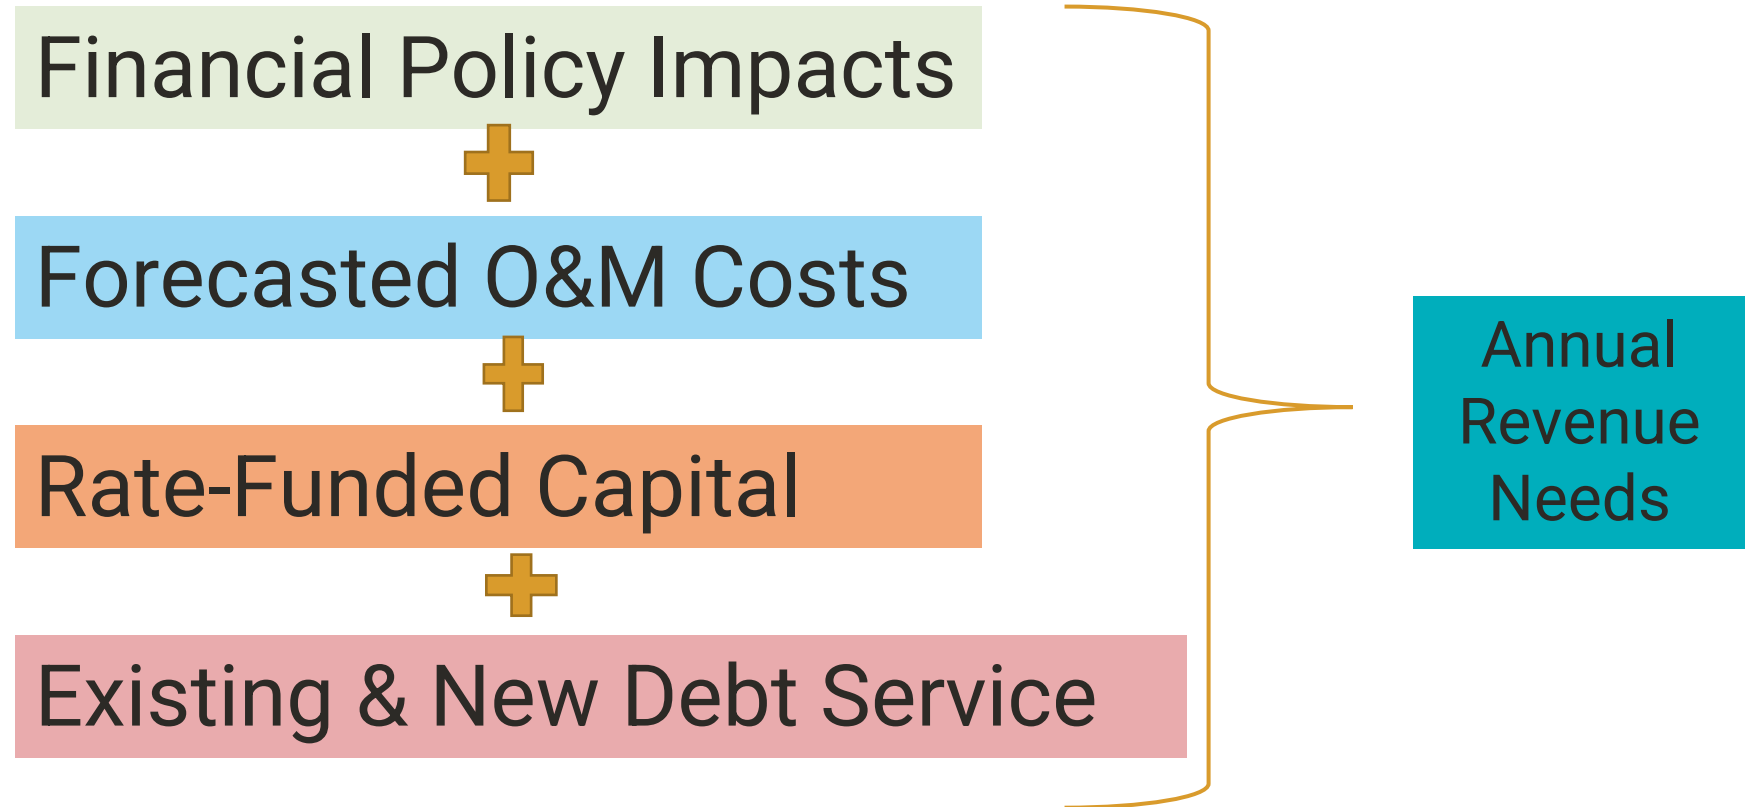 Financial Policy Impacts
Forecasted O&M Costs
Rate-Funded Capital
Existing & New Debt Service
Annual
Revenue
Needs